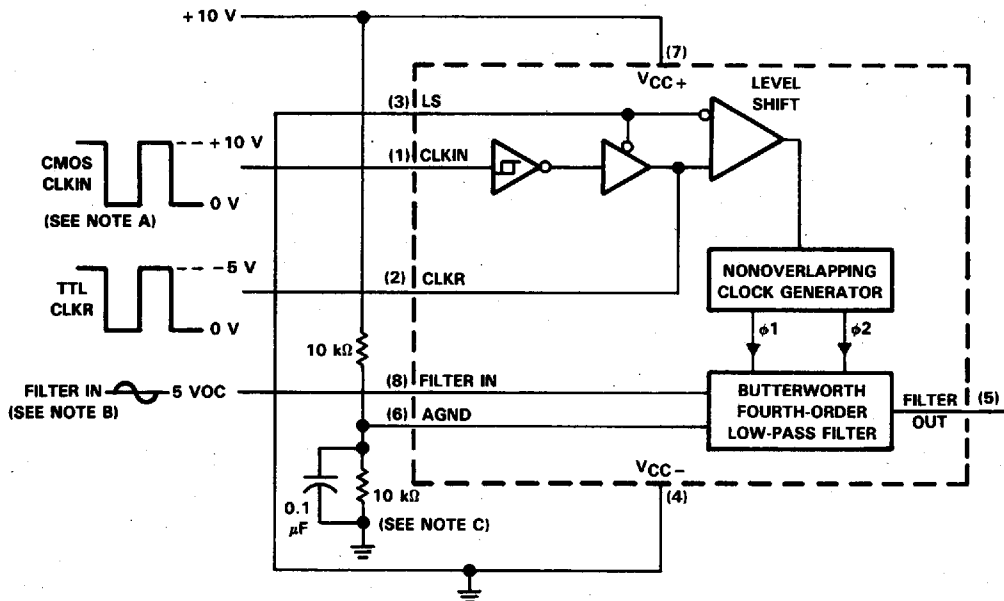 +10 V
(7)
VCC+
LEVEL
SHIFT
(3) LS
+10 V
CMOS
CLKIN
(1) CLKIN
0 V
(SEE NOTE A)
−5 V
(2) CLKR
TTL
CLKR
0 V
NONOVERLAPPING
CLOCK GENERATOR
ϕ1
ϕ2
10 kΩ
(8) FILTER IN
FILTER IN
5 VOC
(SEE NOTE B)
(6) AGND
BUTTERWORTH
FOURTH-ORDER
LOW-PASS FILTER
FILTER
OUT
(5)
VCC−
(4)
0.1
μF
10 kΩ
(SEE NOTE C)